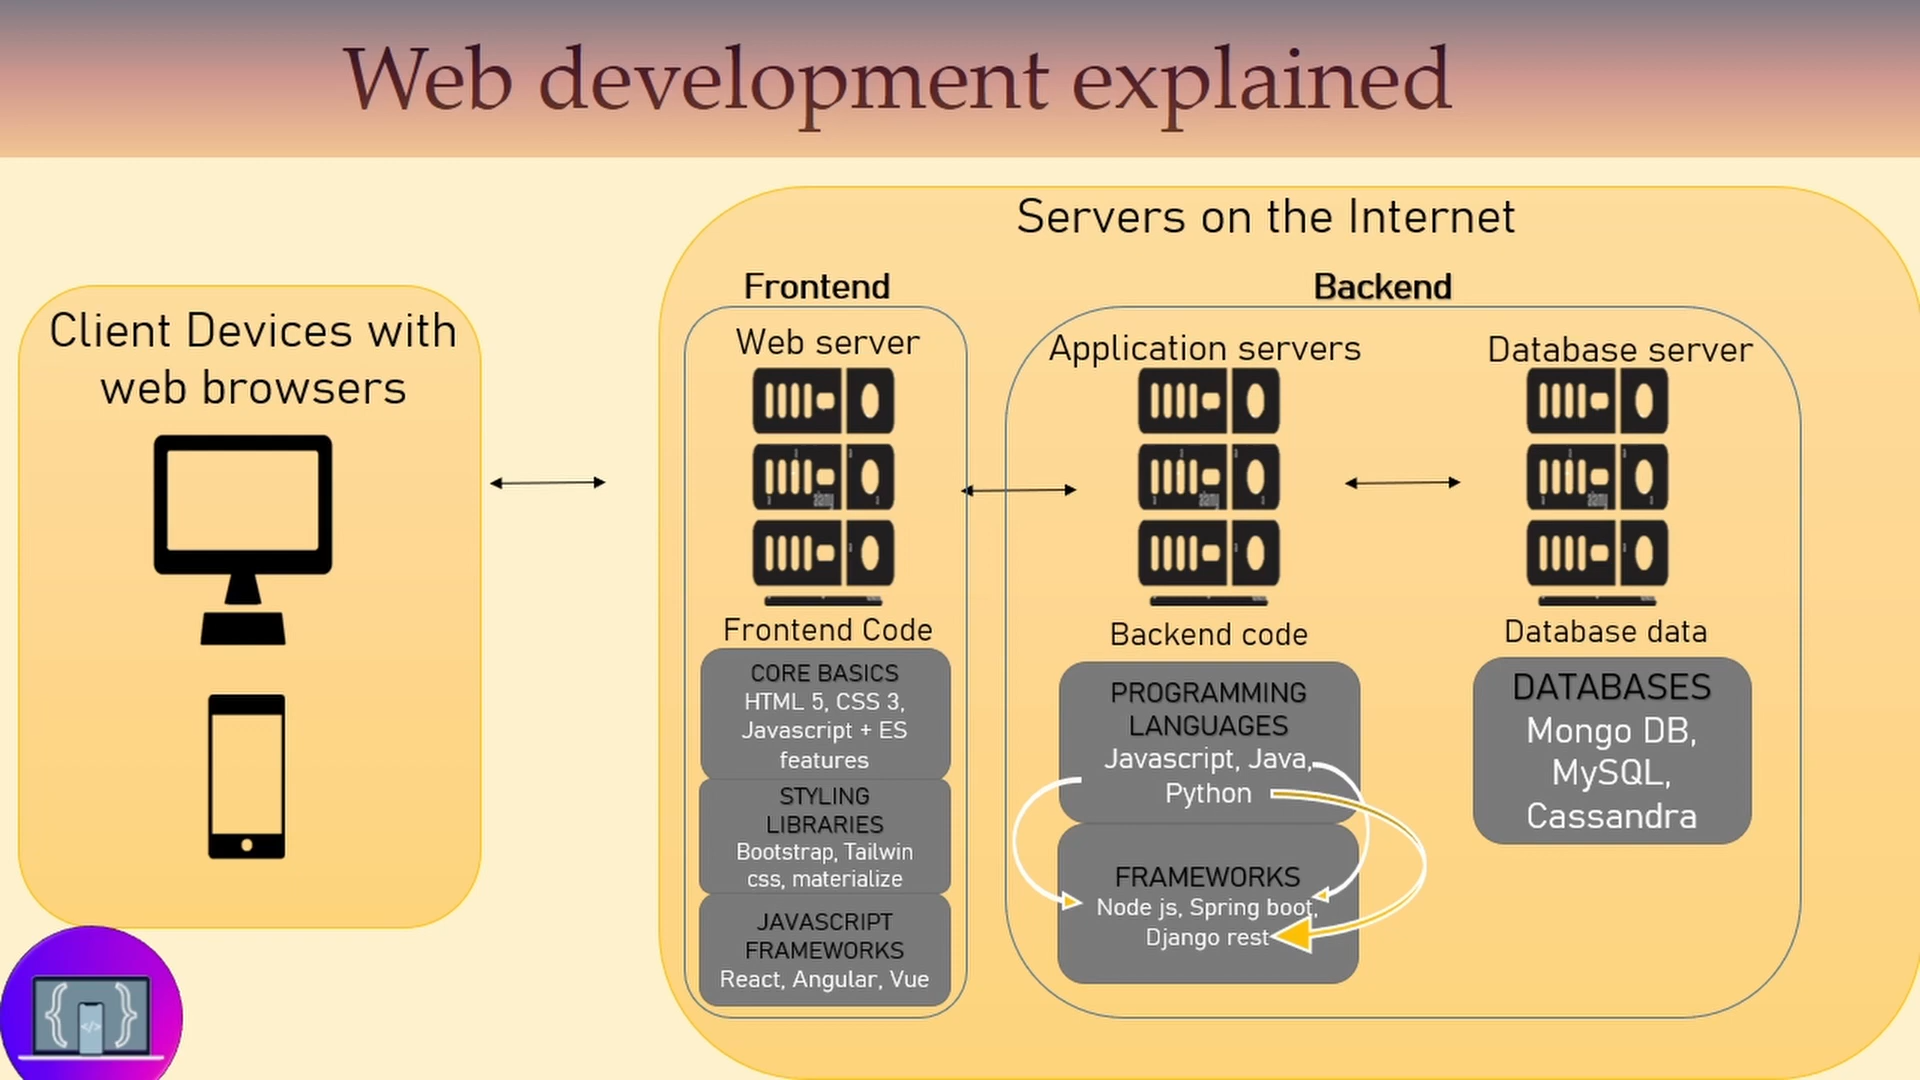 Web development explained
Servers on the Internet
Client Devices with
web browsers
Frontend
Web server
Frontend Code
CORE BASICS
HTML 5, CSS 3,
Javascript + ES
features
STYLING
LIBRARIES
Bootstrap, Tailwin
css, materialize
JAVASCRIPT
FRAMEWORKS
React, Angular, Vue
Backend
Application servers
Backend code
PROGRAMMING
LANGUAGES
Javascript, Java,
Python
FRAMEWORKS
Node js, Spring boot,
Django rest
Database server
Database data
DATABASES
Mongo DB,
MySQL,
Cassandra
{ }
</>